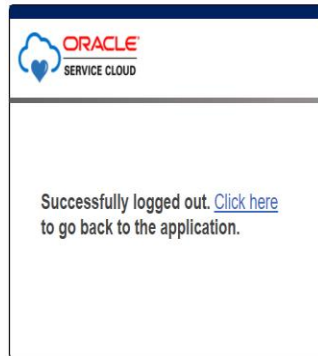 ORACLE
SERVICE CLOUD
Successfully logged out. Click here
to go back to the application.